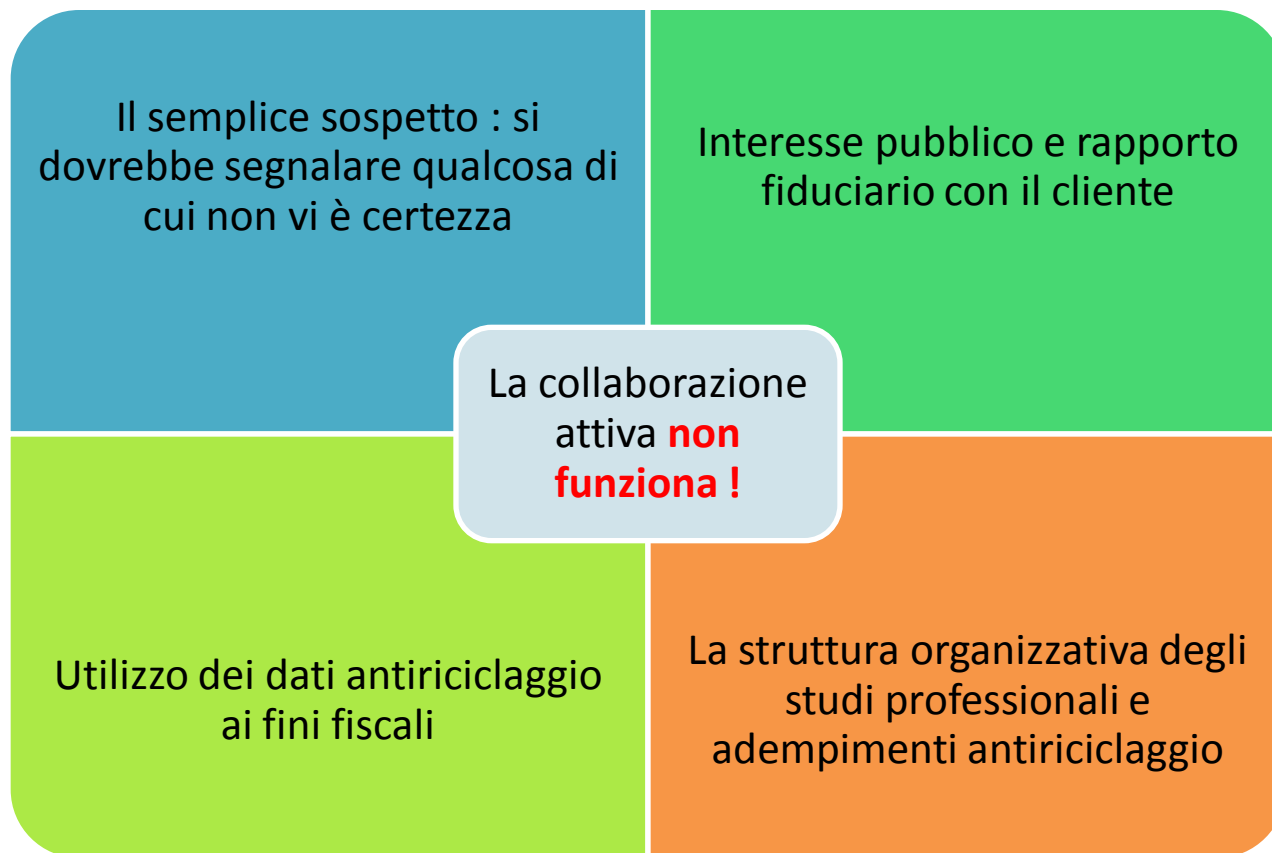 Il semplice sospetto : si
dovrebbe segnalare qualcosa di
cui non vi è certezza
Interesse pubblico e rapporto
fiduciario con il cliente
La collaborazione
attiva non
funziona !
Utilizzo dei dati antiriciclaggio
ai fini fiscali
La struttura organizzativa degli
studi professionali e
adempimenti antiriciclaggio